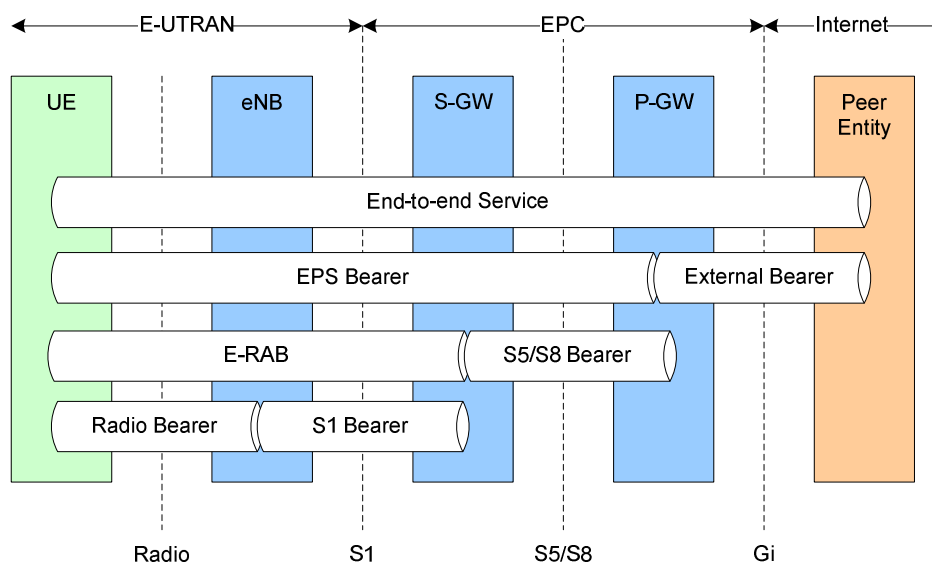 E-UTRAN EPC Internet
UE eNB S-GW P-GW Peer
Entity
End-to-end Service
EPS Bearer External Bearer
E-RAB S5/S8 Bearer
Radio Bearer S1 Bearer
Radio S1 S5/S8 Gi